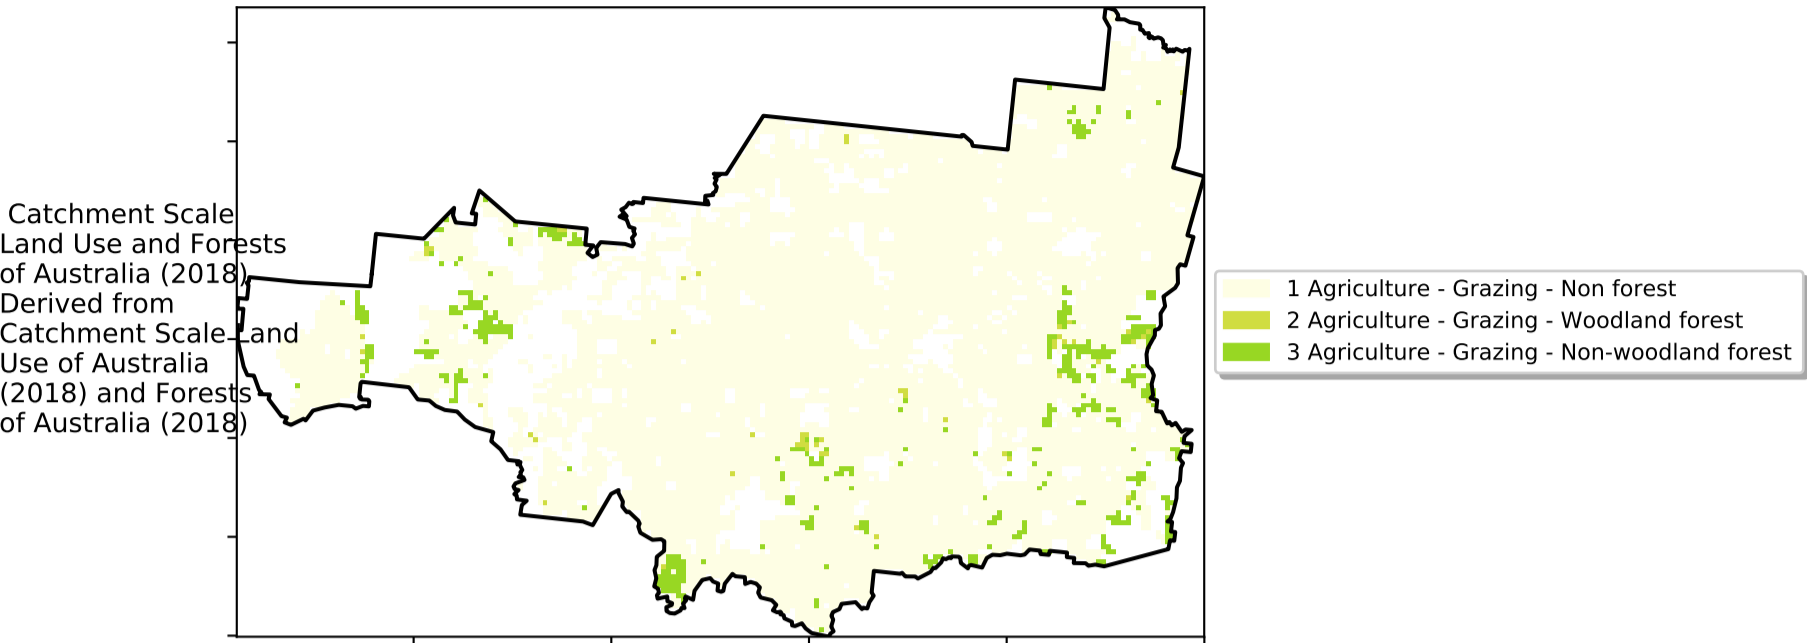 Catchment Scale
Land Use and Forests
of Australia (2018)
Derived from
Catchment Scale Land
Use of Australia
(2018) and Forests
of Australia (2018)
1 Agriculture - Grazing - Non forest
2 Agriculture - Grazing - Woodland forest
3 Agriculture - Grazing - Non-woodland forest